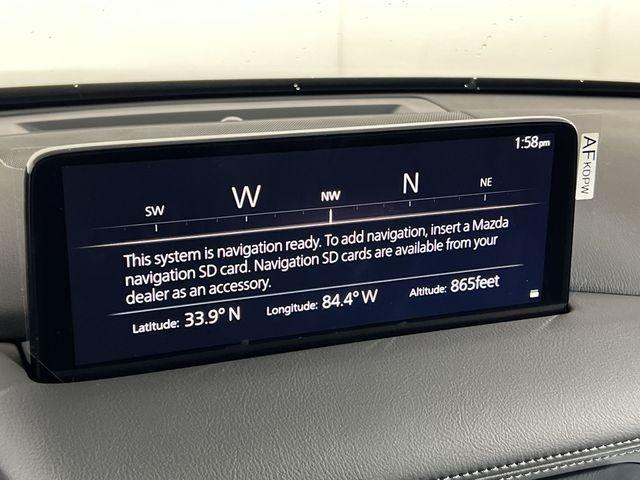 1:58pm
SW W NW N NE
This system is navigation ready. To add navigation, insert a Mazda
navigation SD card. Navigation SD cards are available from your
dealer as an accessory.
Latitude: 33.9° N Longitude: 84.4° W Altitude: 865feet
AF
KDPW